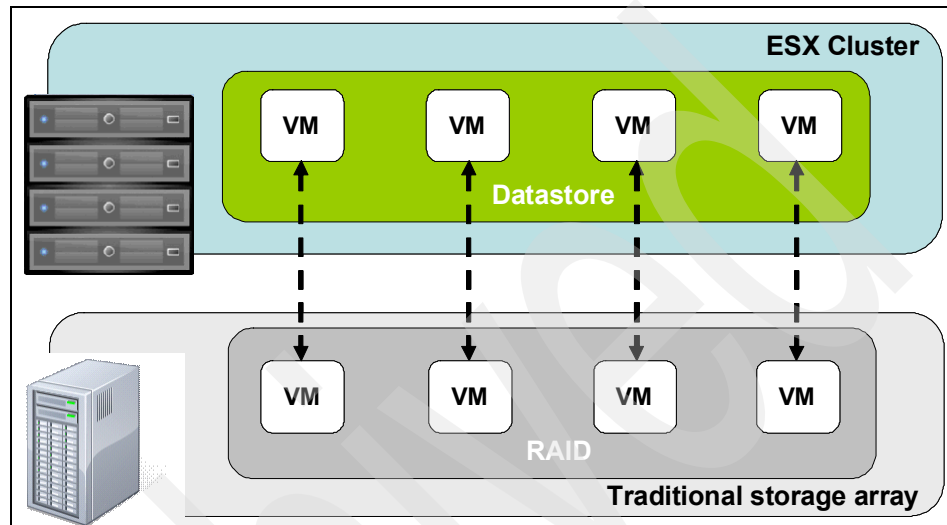 ESX Cluster
VM VM VM VM
Datastore
VM VM VM VM
RAID
Traditional storage array